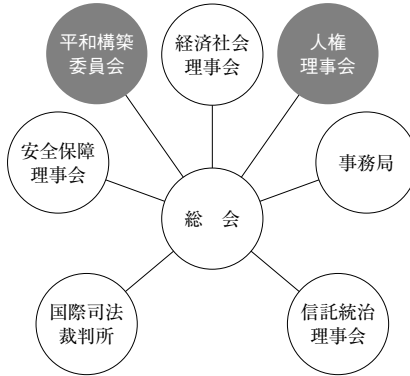 平和構築
委員会
経済社会
理事会
人権
理事会
安全保障
理事会
事務局
総　会
国際司法
裁判所
信託統治
理事会